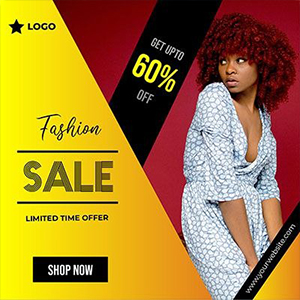 LOGO
GET UPTO
60%
OFF
Fashion
SALE
LIMITED TIME OFFER
SHOP NOW
www.yourwebsite.com